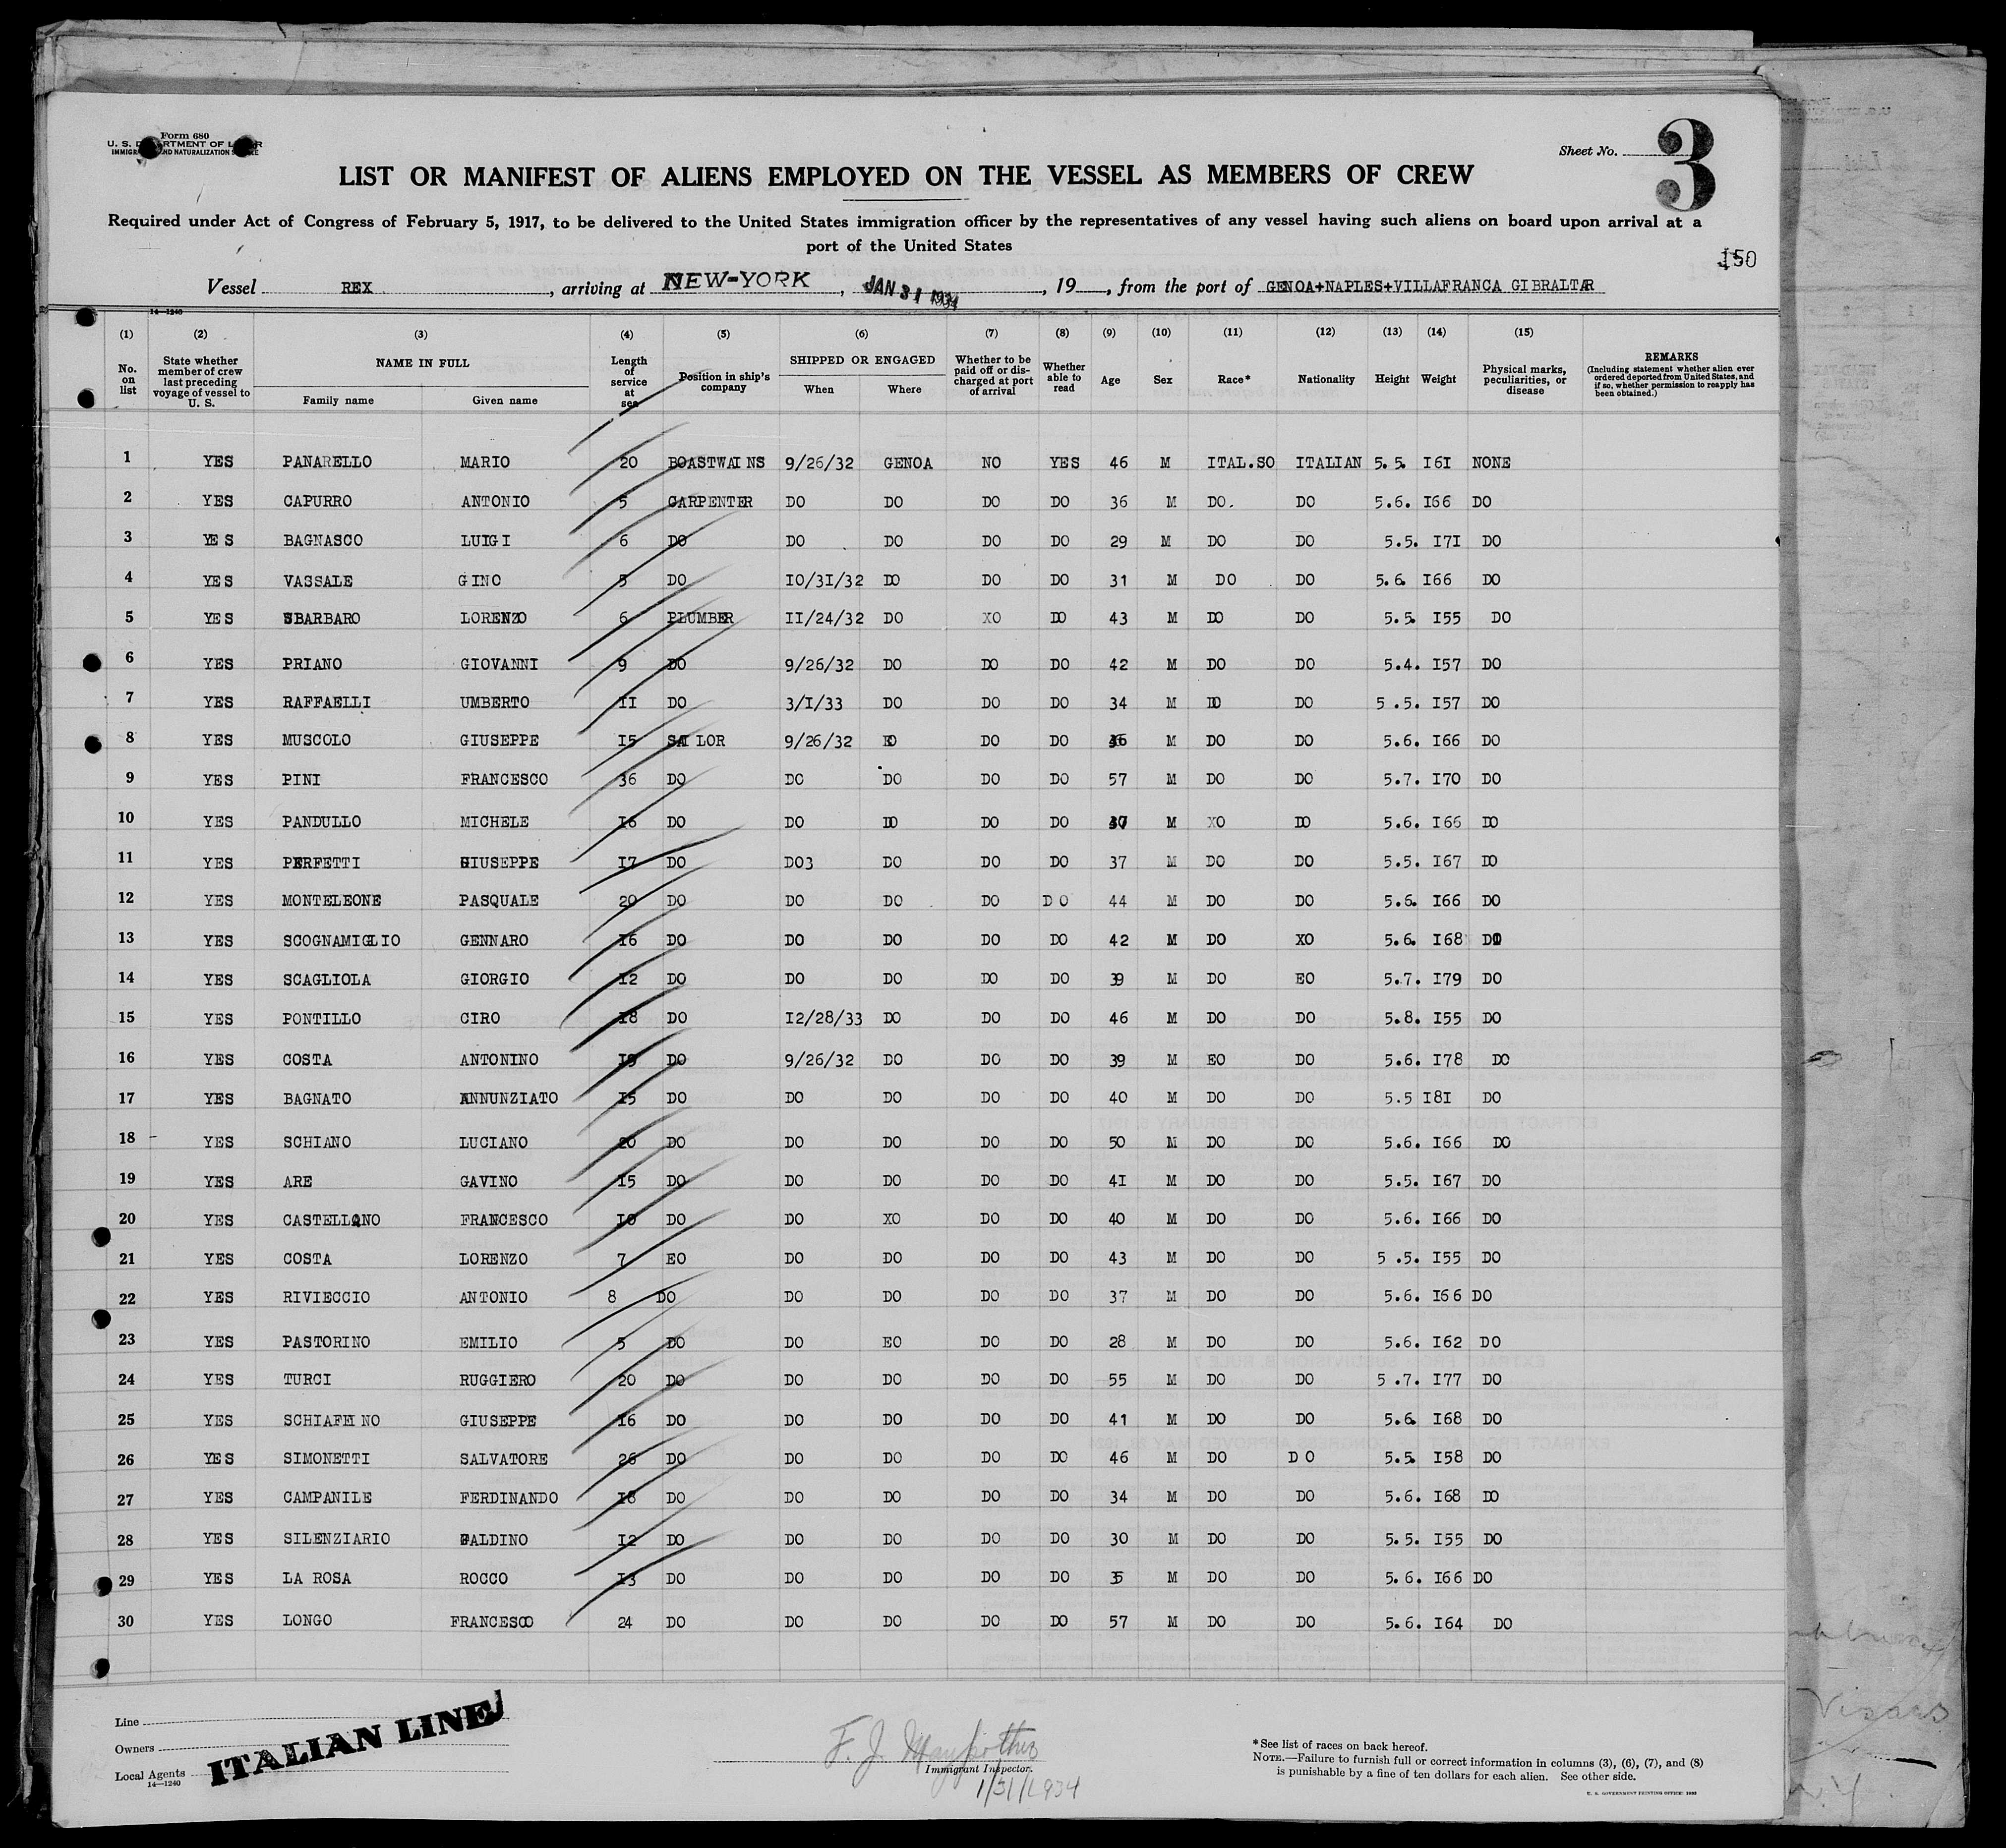 Form 680
U. S. DEPARTMENT OF LABOR
IMMIGRATION AND NATURALIZATION SERVICE
Sheet No. 3
LIST OR MANIFEST OF ALIENS EMPLOYED ON THE VESSEL AS MEMBERS OF CREW
Required under Act of Congress of February 5, 1917, to be delivered to the United States immigration officer by the representatives of any vessel having such aliens on board upon arrival at a
port of the United States
150
Vessel REX, arriving at NEW-YORK, JAN 31 1934, 19, from the port of GENOA+NAPLES+VILLAFRANCA GIBRALTAR
14—1240
(1) (2) (3) (4) (5) (6) (7) (8) (9) (10) (11) (12) (13) (14) (15)
No. on list | State whether member of crew last preceding voyage of vessel to U. S. | NAME IN FULL | Family name | Given name | Length of service at sea | Position in ship's company | SHIPPED OR ENGAGED | When | Where | Whether to be paid off or discharged at port of arrival | Whether able to read | Age | Sex | Race* | Nationality | Height | Weight | Physical marks, peculiarities, or disease | REMARKS (Including statement whether alien ever ordered deported from United States, and if so, whether permission to reapply has been obtained.)
1 YES PANARELLO MARIO 20 BOASTWAINS 9/26/32 GENOA NO YES 46 M ITAL.SO ITALIAN 5.5. I6I NONE
2 YES CAPURRO ANTONIO 5 CARPENTER DO DO DO DO 36 M DO. DO 5.6. I66 DO
3 YES BAGNASCO LUIGI 6 DO DO DO DO DO 29 M DO DO 5.5. I7I DO
4 YES VASSALE GINO 5 DO IO/3I/32 DO DO DO 31 M DO DO 5.6. I66 DO
5 YES SBARBARO LORENZO 6 PLUMBER II/24/32 DO XO DO 43 M DO DO 5.5. I55 DO
6 YES PRIANO GIOVANNI 9 DO 9/26/32 DO DO DO 42 M DO DO 5.4. I57 DO
7 YES RAFFAELLI UMBERTO II DO 3/I/33 DO DO DO 34 M DO DO 5.5. I57 DO
8 YES MUSCOLO GIUSEPPE I5 SAILOR 9/26/32 DO DO DO 36 M DO DO 5.6. I66 DO
9 YES PINI FRANCESCO 36 DO DO DO DO DO 57 M DO DO 5.7. I70 DO
10 YES PANDULLO MICHELE I6 DO DO DO DO DO 37 M XO DO 5.6. I66 DO
11 YES PERFETTI GIUSEPPE I7 DO DO3 DO DO DO 37 M DO DO 5.5. I67 DO
12 YES MONTELEONE PASQUALE 20 DO DO DO DO DO 44 M DO DO 5.6. I66 DO
13 YES SCOGNAMIGLIO GENNARO I6 DO DO DO DO DO 42 M DO XO 5.6. I68 DO
14 YES SCAGLIOLA GIORGIO I2 DO DO DO DO DO 39 M DO EO 5.7. I79 DO
15 YES PONTILLO CIRO I8 DO I2/28/33 DO DO DO 46 M DO DO 5.8. I55 DO
16 YES COSTA ANTONINO I9 DO 9/26/32 DO DO DO 39 M EO DO 5.6. I78 DO
17 YES BAGNATO ANNUNZIATO I5 DO DO DO DO DO 40 M DO DO 5.5 I8I DO
18 – YES SCHIANO LUCIANO 20 DO DO DO DO DO 50 M DO DO 5.6. I66 DO
19 YES ARE GAVINO I5 DO DO DO DO DO 4I M DO DO 5.5. I67 DO
20 YES CASTELLANO FRANCESCO I0 DO DO XO DO DO 40 M DO DO 5.6. I66 DO
21 YES COSTA LORENZO 7 EO DO DO DO DO 43 M DO DO 5.5. I55 DO
22 YES RIVIECCIO ANTONIO 8 DO DO DO DO DO 37 M DO DO 5.6. I66 DO
23 YES PASTORINO EMILIO 5 DO DO EO DO DO 28 M DO DO 5.6. I62 DO
24 YES TURCI RUGGIERO 20 DO DO DO DO DO 55 M DO DO 5.7. I77 DO
25 YES SCHIAFEINO GIUSEPPE I6 DO DO DO DO DO 41 M DO DO 5.6. I68 DO
26 YES SIMONETTI SALVATORE 26 DO DO DO DO DO 46 M DO DO 5.5. I58 DO
27 YES CAMPANILE FERDINANDO I8 DO DO DO DO DO 34 M DO DO 5.6. I68 DO
28 YES SILENZIARIO BALDINO I2 DO DO DO DO DO 30 M DO DO 5.5. I55 DO
29 YES LA ROSA ROCCO I3 DO DO DO DO DO 35 M DO DO 5.6. I66 DO
30 YES LONGO FRANCESCO 24 DO DO DO DO DO 57 M DO DO 5.6. I64 DO
Line
Owners
Local Agents
14—1240
ITALIAN LINE
F. J.
Immigrant Inspector.
1/31/1934
*See list of races on back hereof.
NOTE.—Failure to furnish full or correct information in columns (3), (6), (7), and (8)
is punishable by a fine of ten dollars for each alien. See other side.
U. S. GOVERNMENT PRINTING OFFICE: 1932